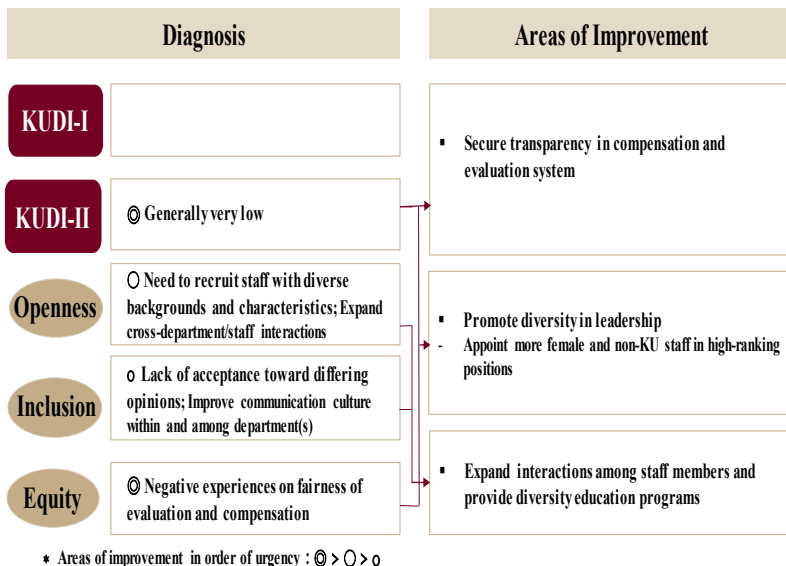 Diagnosis
Areas of Improvement
KUDI-I
KUDI-II
◎ Generally very low
Openness
○ Need to recruit staff with diverse
backgrounds and characteristics; Expand
cross-department/staff interactions
Inclusion
o Lack of acceptance toward differing
opinions; Improve communication culture
within and among department(s)
Equity
◎ Negative experiences on fairness of
evaluation and compensation
▪ Secure transparency in compensation and
evaluation system
▪ Promote diversity in leadership
- Appoint more female and non-KU staff in high-ranking
positions
▪ Expand interactions among staff members and
provide diversity education programs
* Areas of improvement in order of urgency : ◎ > ○ > o